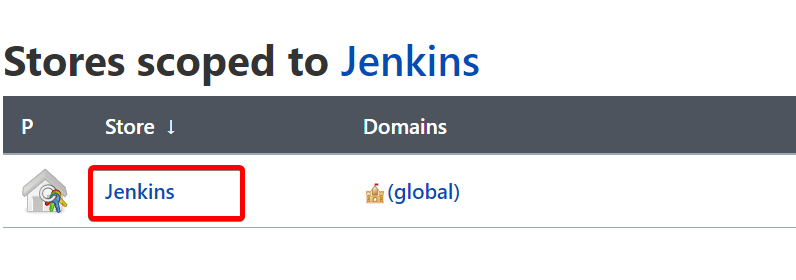 Stores scoped to Jenkins
P Store ↓ Domains
Jenkins (global)